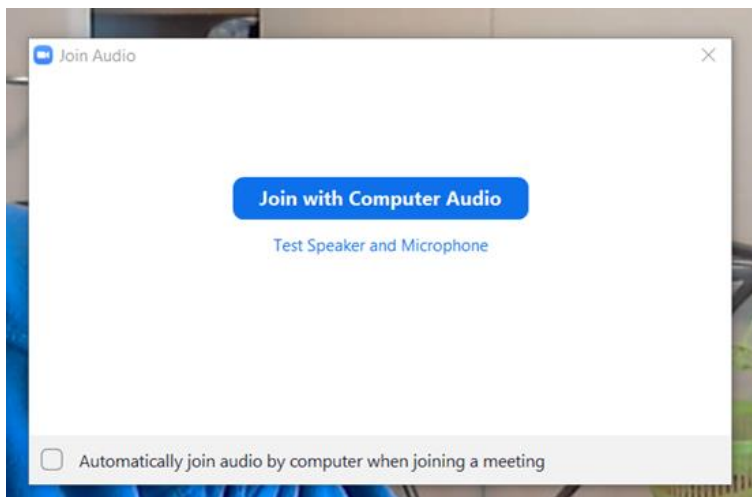 Join Audio
Join with Computer Audio
Test Speaker and Microphone
Automatically join audio by computer when joining a meeting